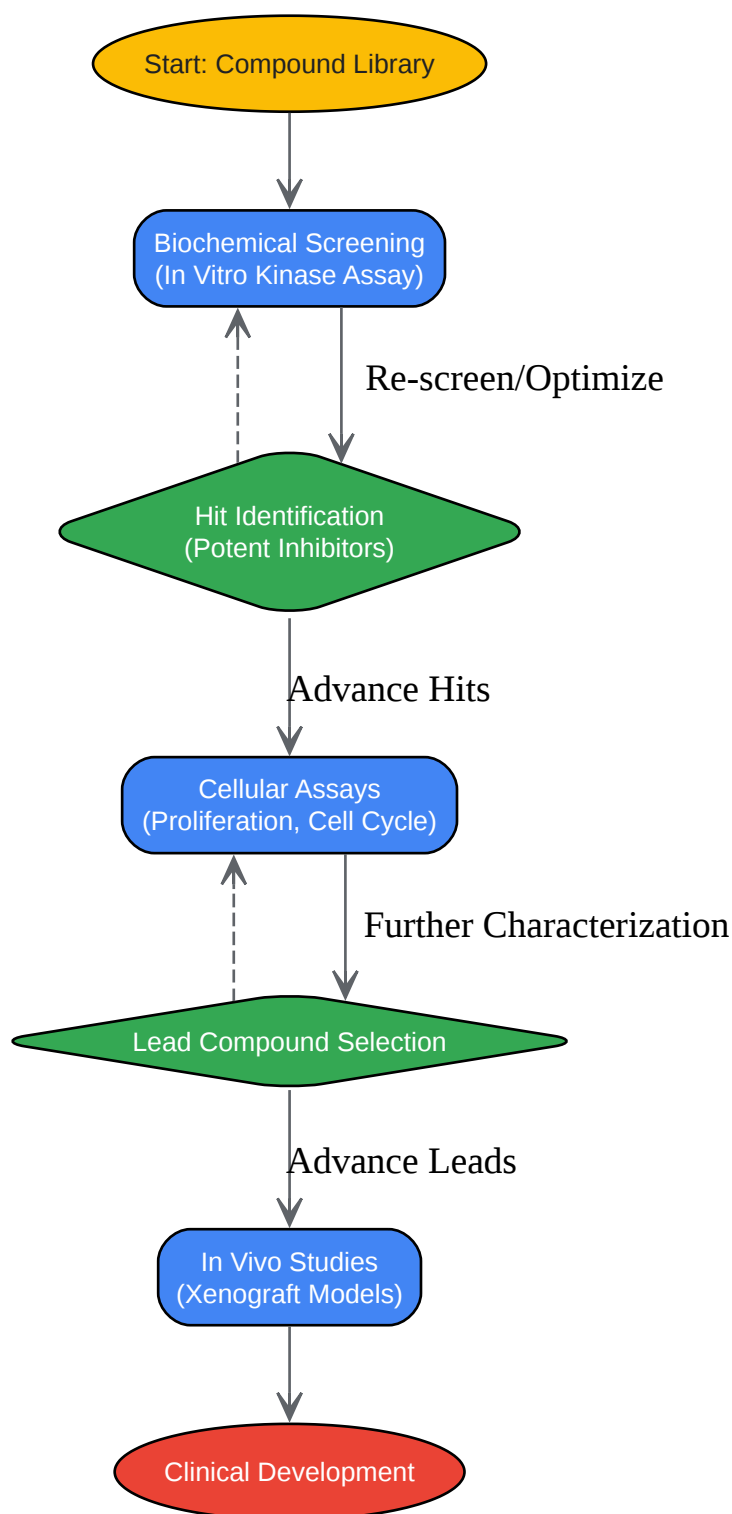 Start: Compound Library
Biochemical Screening
(In Vitro Kinase Assay)
Re-screen/Optimize
Hit Identification
(Potent Inhibitors)
Advance Hits
Cellular Assays
(Proliferation, Cell Cycle)
Further Characterization
Lead Compound Selection
Advance Leads
In Vivo Studies
(Xenograft Models)
Clinical Development